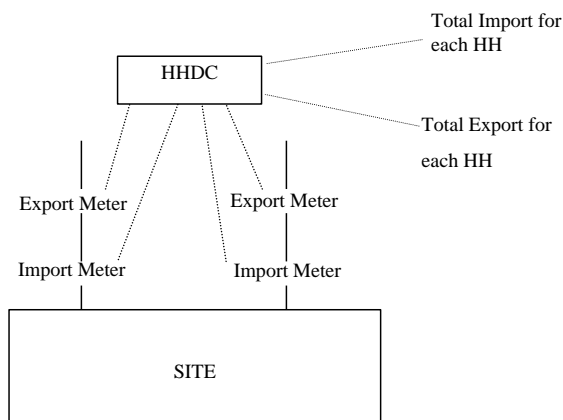 Total Import for
each HH
HHDC
Total Export for
each HH
Export Meter
Export Meter
Import Meter
Import Meter
SITE